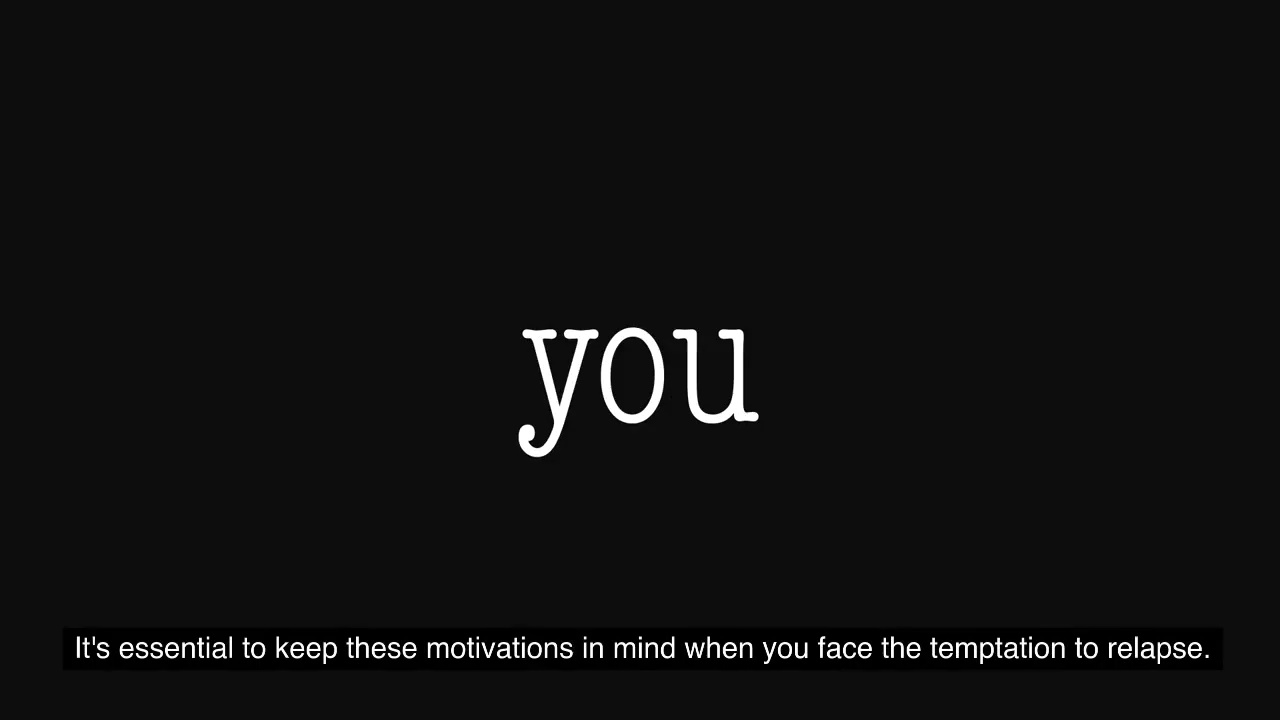 you
It's essential to keep these motivations in mind when you face the temptation to relapse.